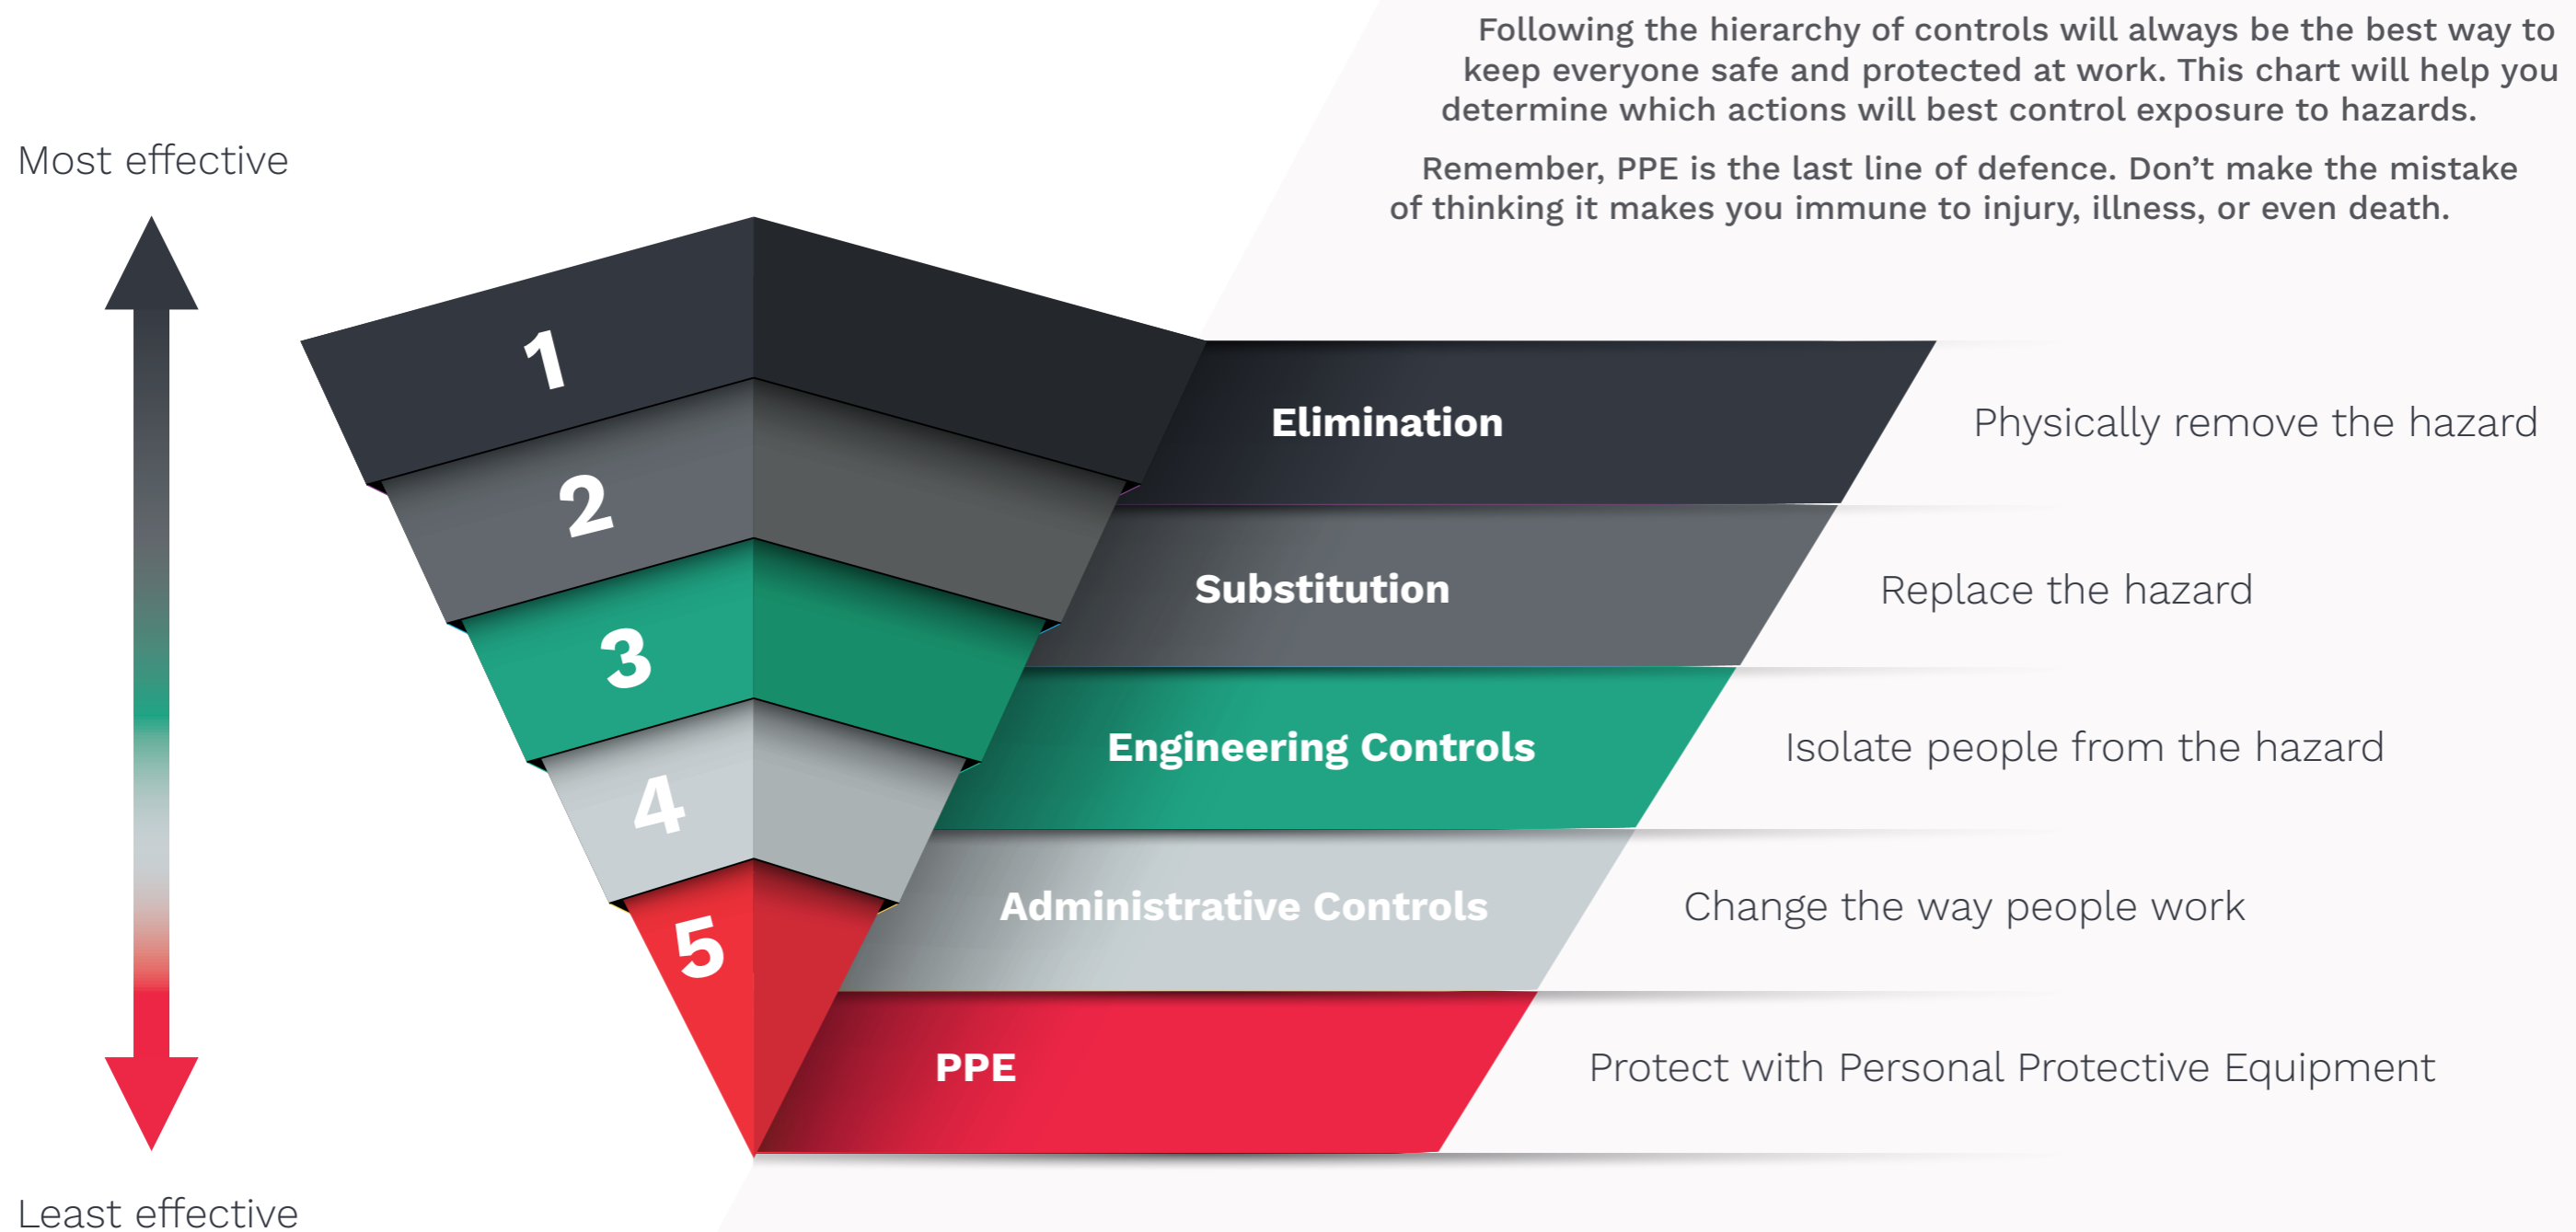 Following the hierarchy of controls will always be the best way to
keep everyone safe and protected at work. This chart will help you
determine which actions will best control exposure to hazards.
Remember, PPE is the last line of defence. Don’t make the mistake
of thinking it makes you immune to injury, illness, or even death.
Most effective
1
Elimination
Physically remove the hazard
2
Substitution
Replace the hazard
3
Engineering Controls
Isolate people from the hazard
4
Administrative Controls
Change the way people work
5
PPE
Protect with Personal Protective Equipment
Least effective